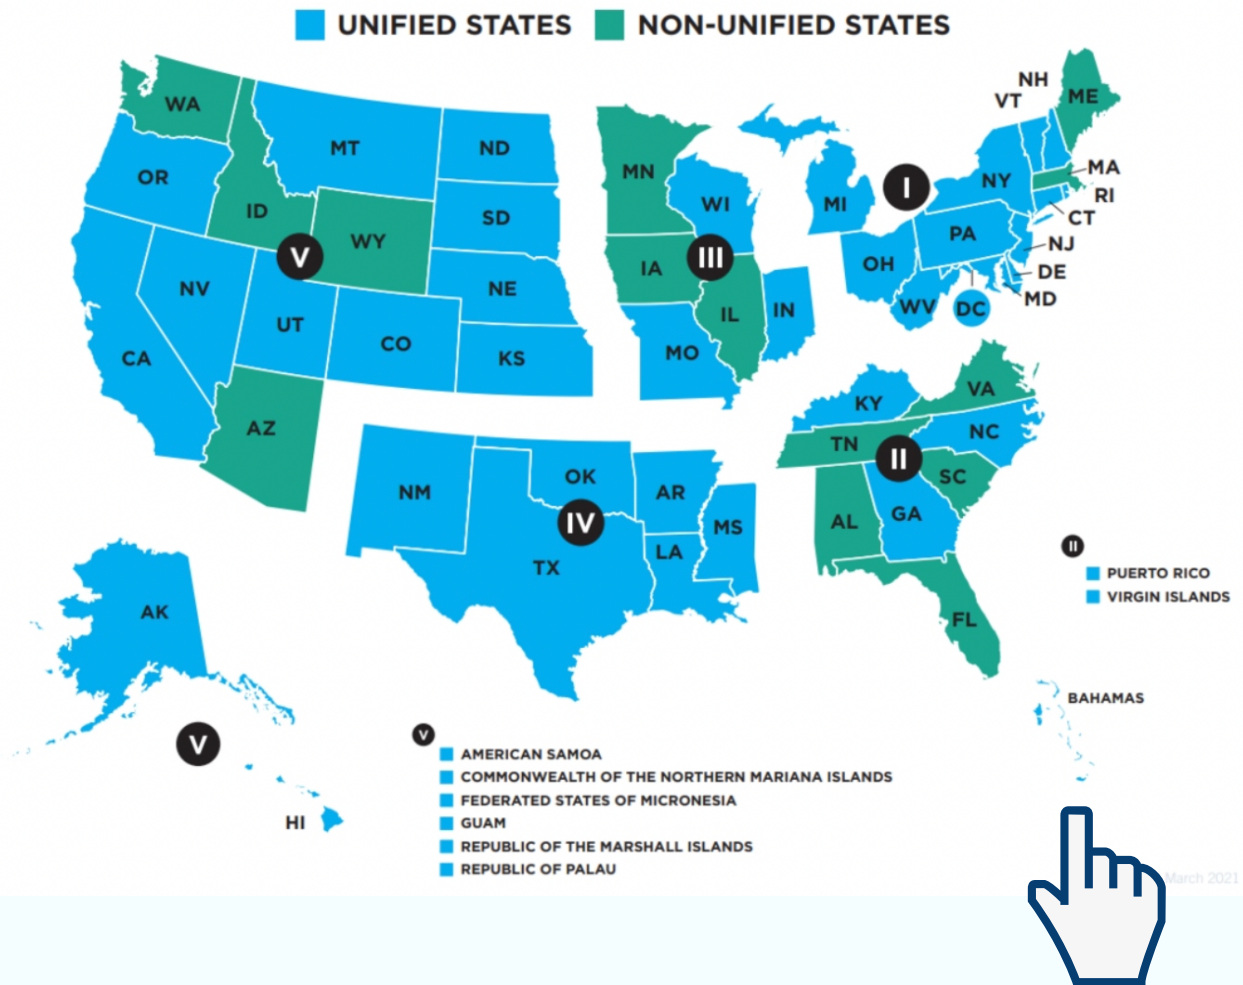 UNIFIED STATES NON-UNIFIED STATES
NH
VT
ME
WA
MT
ND
MN
OR
MA
NY
RI
ID
SD
WI
MI
I
CT
WY
PA
NJ
V
III
IA
OH
DE
NV
NE
MD
WV
DC
UT
IL
IN
CO
KS
MO
CA
VA
KY
AZ
TN
NC
II
OK
SC
NM
AR
IV
MS
AL
GA
LA
TX
II
PUERTO RICO
VIRGIN ISLANDS
AK
FL
BAHAMAS
V
V
AMERICAN SAMOA
COMMONWEALTH OF THE NORTHERN MARIANA ISLANDS
FEDERATED STATES OF MICRONESIA
HI
GUAM
REPUBLIC OF THE MARSHALL ISLANDS
REPUBLIC OF PALAU
March 2021